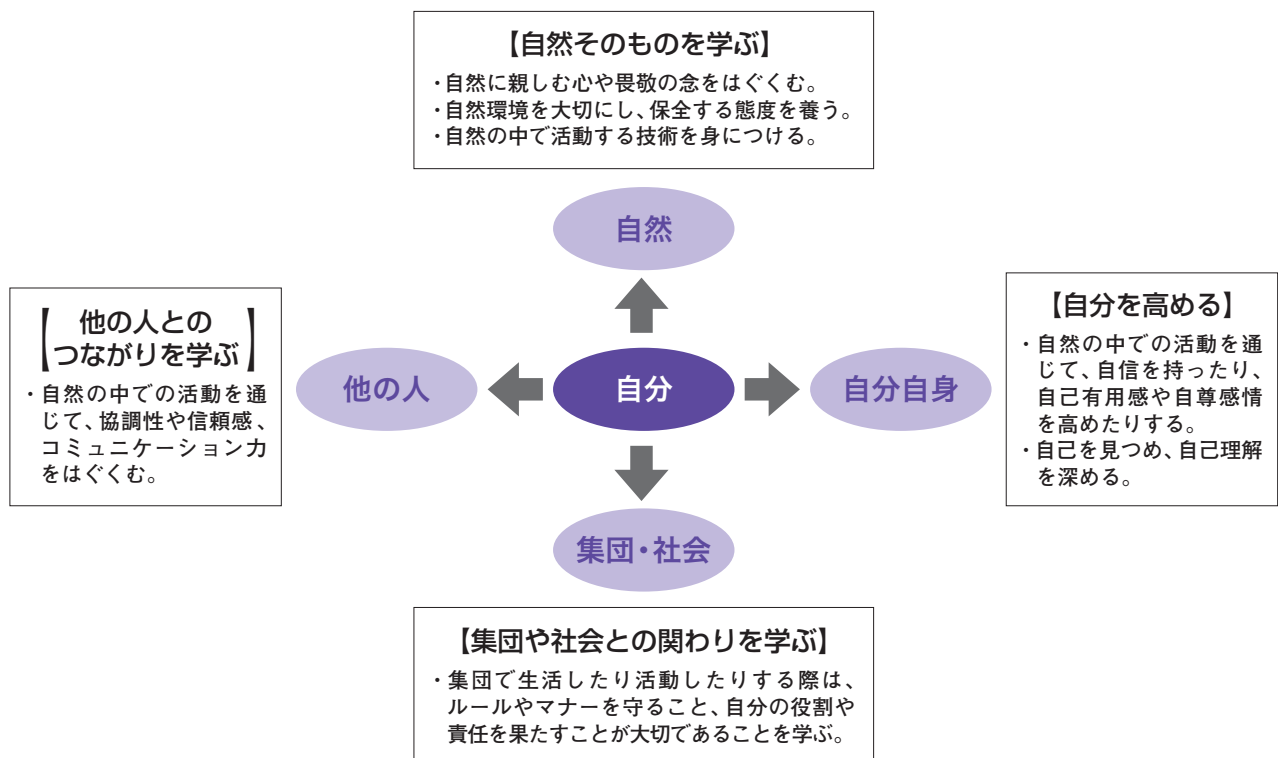 【自然そのものを学ぶ】
・自然に親しむ心や畏敬の念をはぐくむ。
・自然環境を大切にし、保全する態度を養う。
・自然の中で活動する技術を身につける。
自然
【他の人との
つながりを学ぶ】
・自然の中での活動を通
じて、協調性や信頼感、
コミュニケーション力
をはぐくむ。
他の人
自分
自分自身
【自分を高める】
・自然の中での活動を通
じて、自信を持ったり、
自己有用感や自尊感情
を高めたりする。
・自己を見つめ、自己理解
を深める。
集団・社会
【集団や社会との関わりを学ぶ】
・集団で生活したり活動したりする際は、
ルールやマナーを守ること、自分の役割や
責任を果たすことが大切であることを学ぶ。